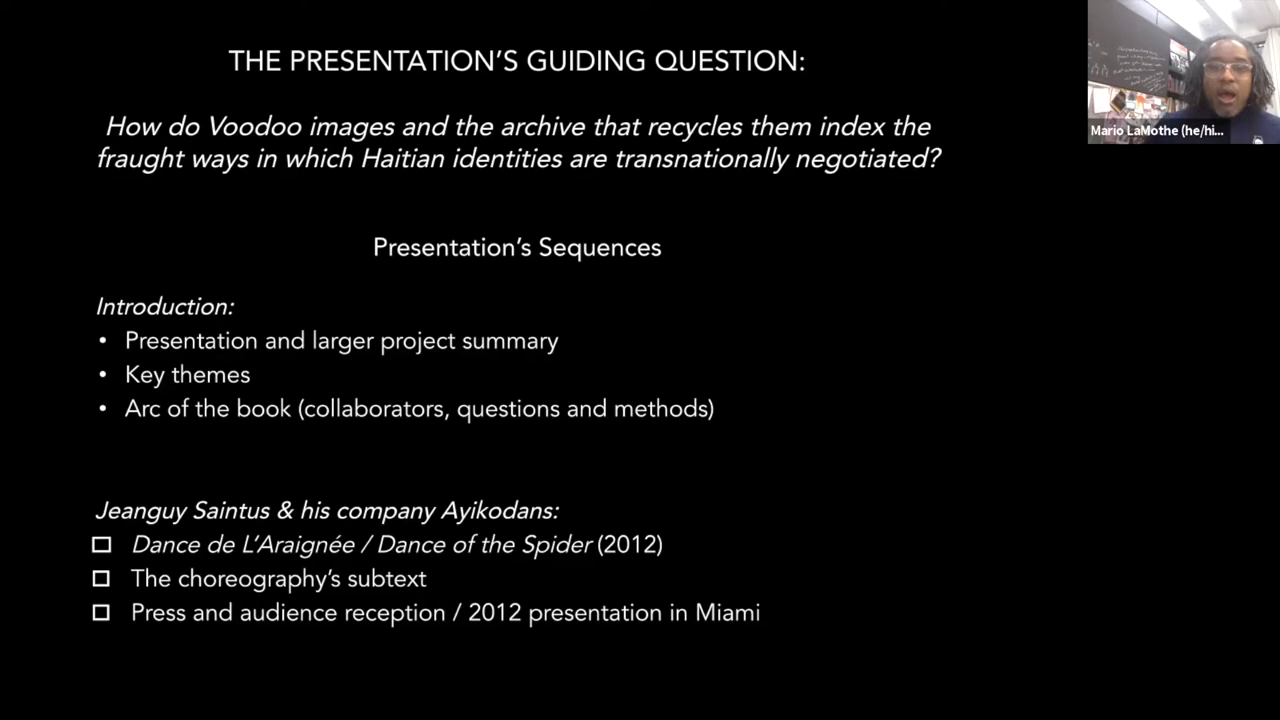 THE PRESENTATION'S GUIDING QUESTION:
How do Voodoo images and the archive that recycles them index the
fraught ways in which Haitian identities are transnationally negotiated?
Presentation's Sequences
Introduction:
• Presentation and larger project summary
• Key themes
• Arc of the book (collaborators, questions and methods)
Jeanguy Saintus & his company Ayikodans:
□ Dance de L'Araignée / Dance of the Spider (2012)
□ The choreography's subtext
□ Press and audience reception / 2012 presentation in Miami
Mario LaMothe (he/hi...